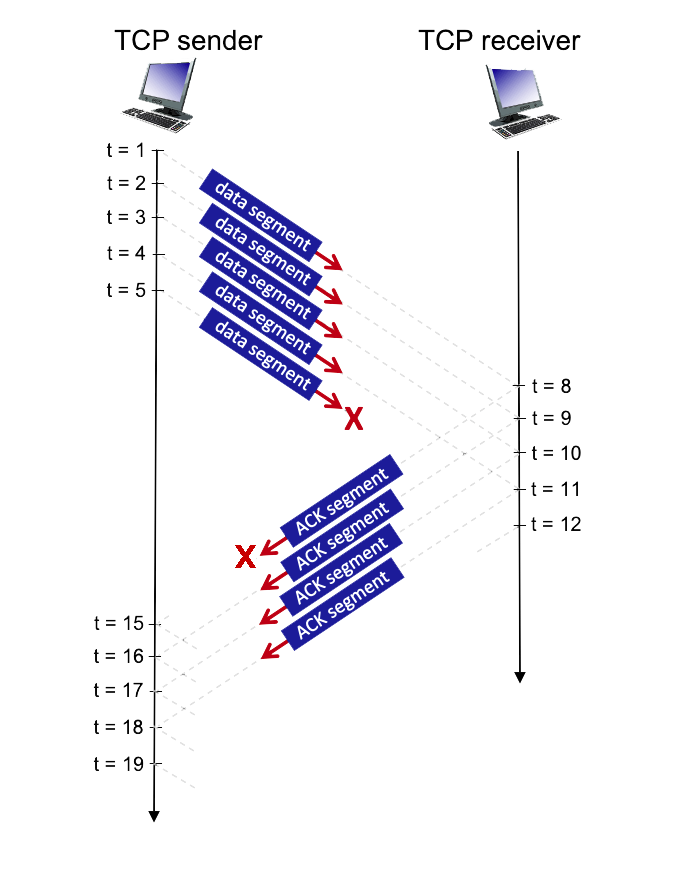 TCP sender
TCP receiver
t = 1
t = 2
t = 3
t = 4
t = 5
data segment
data segment
data segment
data segment
data segment
X
t = 8
t = 9
t = 10
t = 11
t = 12
ACK segment
ACK segment
ACK segment
ACK segment
X
t = 15
t = 16
t = 17
t = 18
t = 19